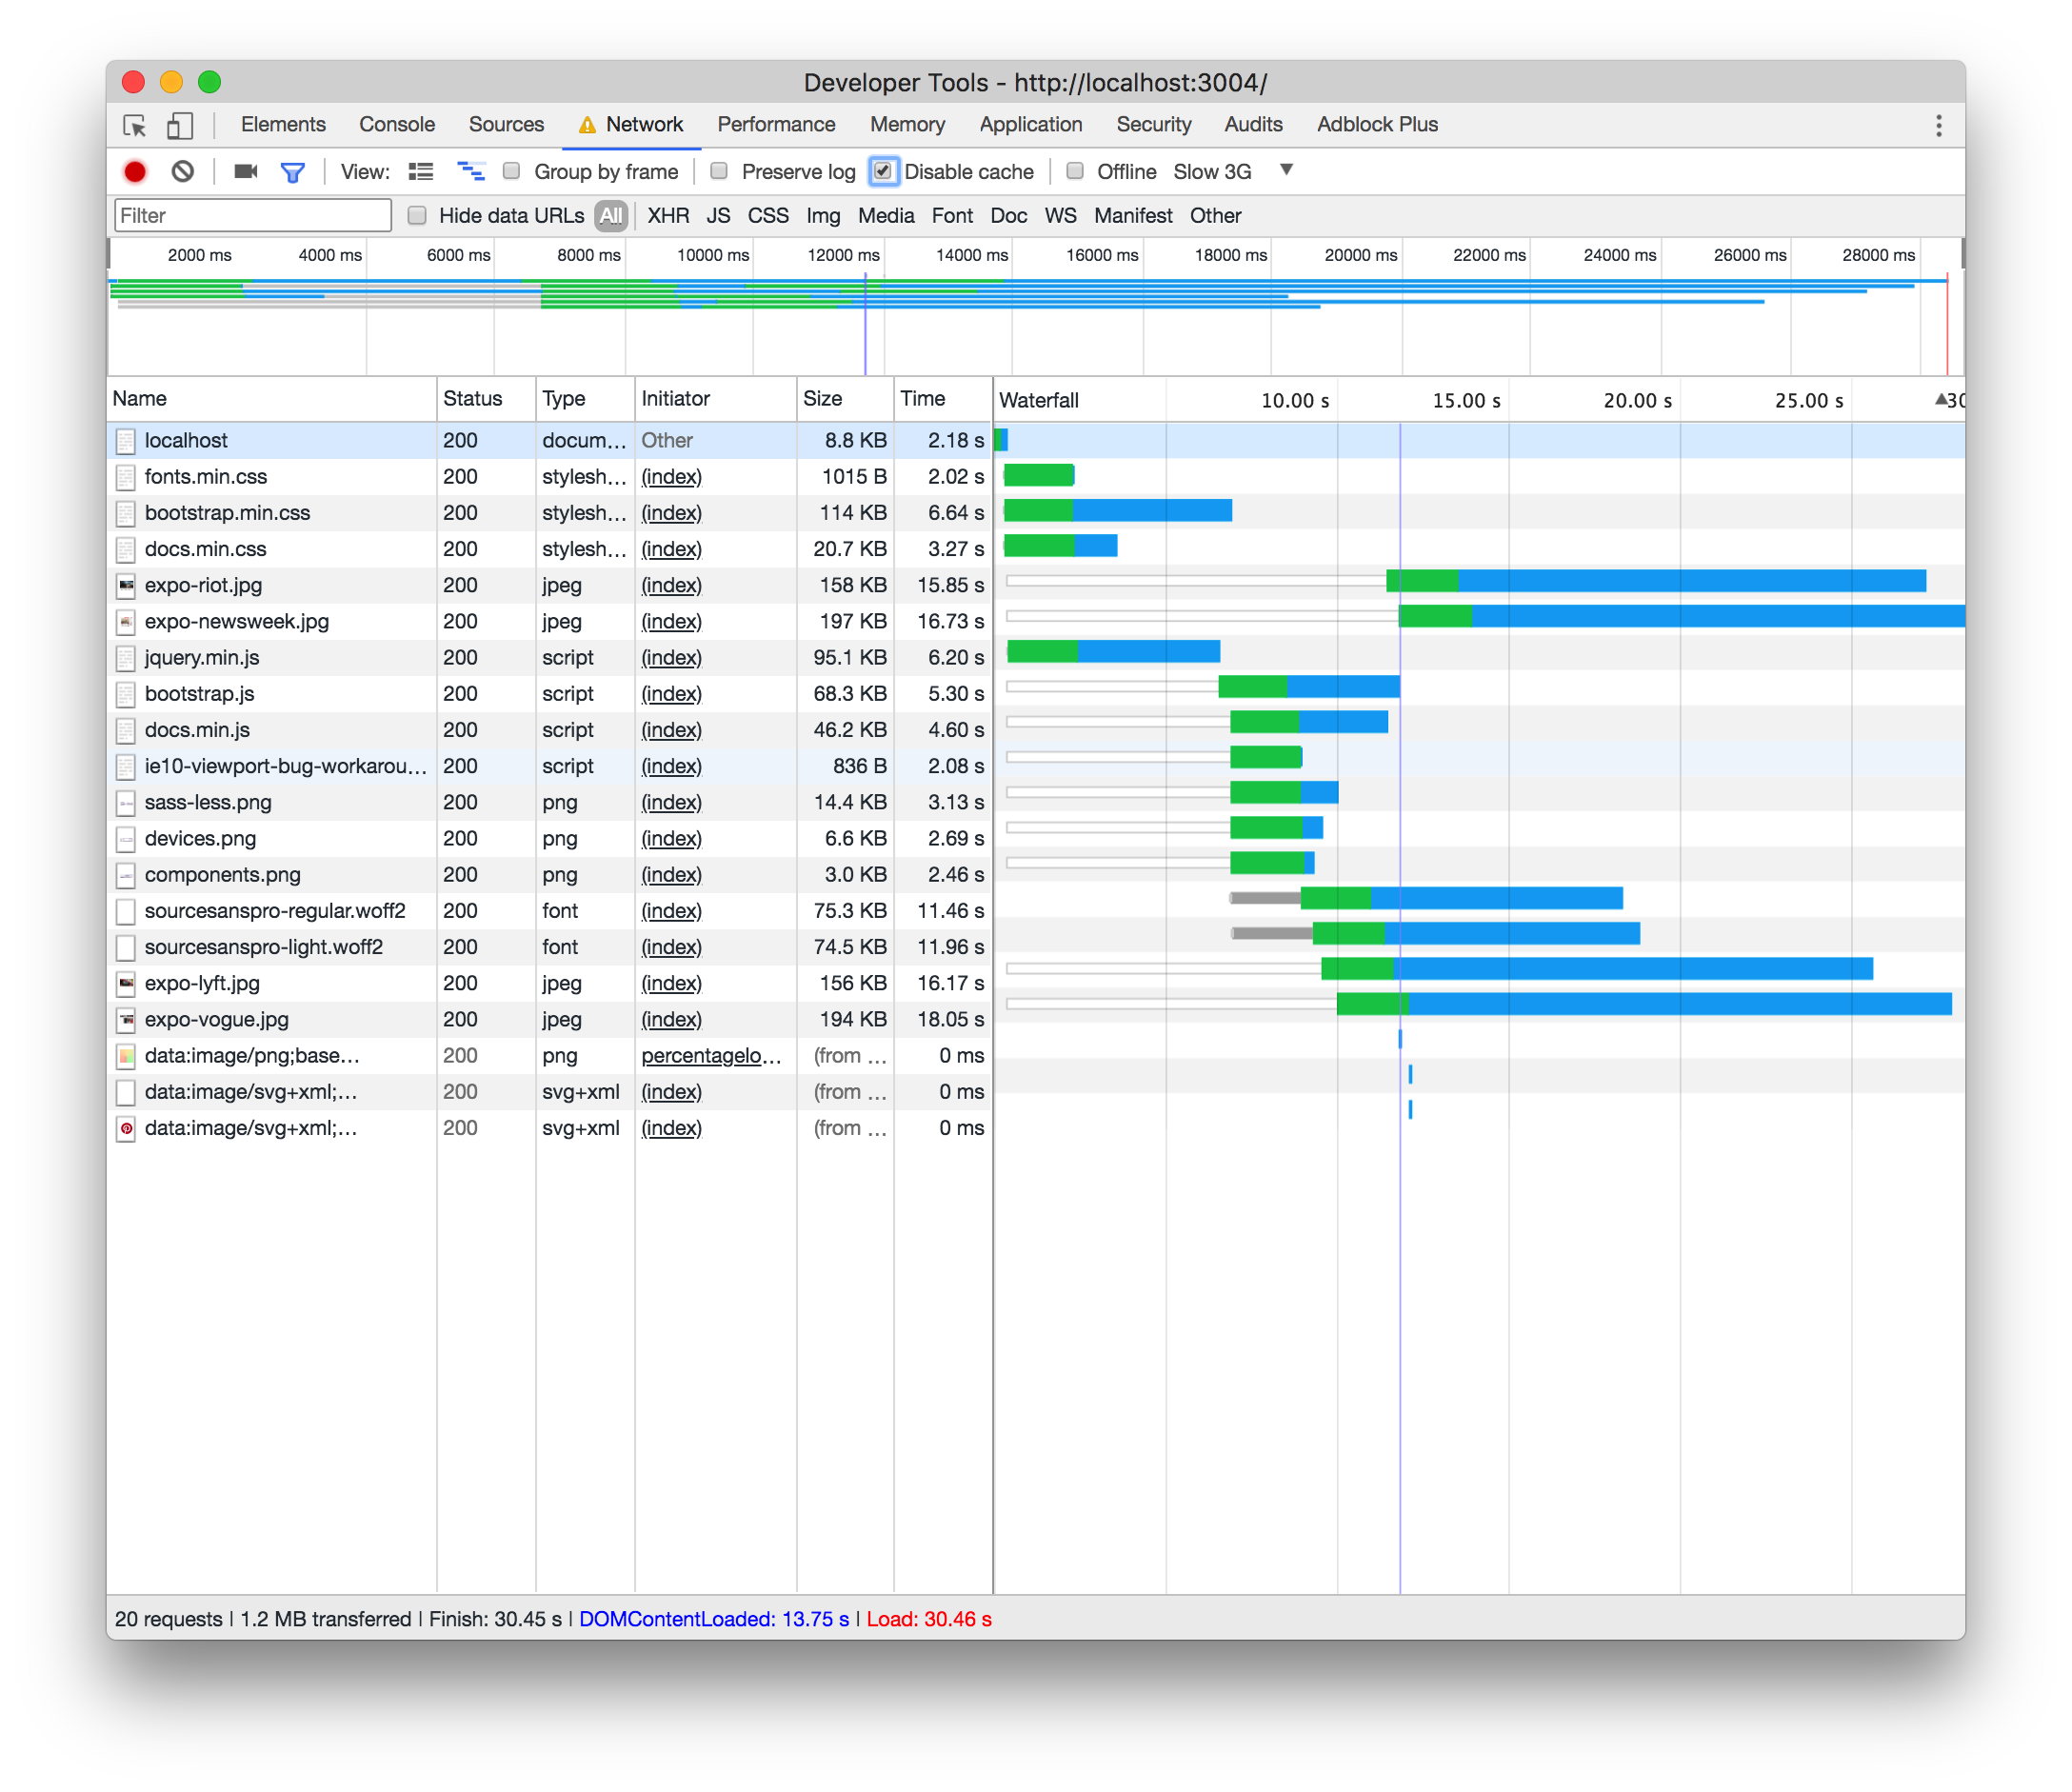 Developer Tools - http://localhost:3004/
Elements Console Sources Network Performance Memory Application Security Audits Adblock Plus
View: Group by frame Preserve log Disable cache Offline Slow 3G
Filter Hide data URLs All XHR JS CSS Img Media Font Doc WS Manifest Other
2000 ms 4000 ms 6000 ms 8000 ms 10000 ms 12000 ms 14000 ms 16000 ms 18000 ms 20000 ms 22000 ms 24000 ms 26000 ms 28000 ms
Name Status Type Initiator Size Time Waterfall 10.00 s 15.00 s 20.00 s 25.00 s 30
localhost 200 docum... Other 8.8 KB 2.18 s
fonts.min.css 200 stylesh... (index) 1015 B 2.02 s
bootstrap.min.css 200 stylesh... (index) 114 KB 6.64 s
docs.min.css 200 stylesh... (index) 20.7 KB 3.27 s
expo-riot.jpg 200 jpeg (index) 158 KB 15.85 s
expo-newsweek.jpg 200 jpeg (index) 197 KB 16.73 s
jquery.min.js 200 script (index) 95.1 KB 6.20 s
bootstrap.js 200 script (index) 68.3 KB 5.30 s
docs.min.js 200 script (index) 46.2 KB 4.60 s
ie10-viewport-bug-workarou... 200 script (index) 836 B 2.08 s
sass-less.png 200 png (index) 14.4 KB 3.13 s
devices.png 200 png (index) 6.6 KB 2.69 s
components.png 200 png (index) 3.0 KB 2.46 s
sourcesanspro-regular.woff2 200 font (index) 75.3 KB 11.46 s
sourcesanspro-light.woff2 200 font (index) 74.5 KB 11.96 s
expo-lyft.jpg 200 jpeg (index) 156 KB 16.17 s
expo-vogue.jpg 200 jpeg (index) 194 KB 18.05 s
data:image/png;base... 200 png percentagelo... (from ... 0 ms
data:image/svg+xml;... 200 svg+xml (index) (from ... 0 ms
data:image/svg+xml;... 200 svg+xml (index) (from ... 0 ms
20 requests | 1.2 MB transferred | Finish: 30.45 s | DOMContentLoaded: 13.75 s | Load: 30.46 s